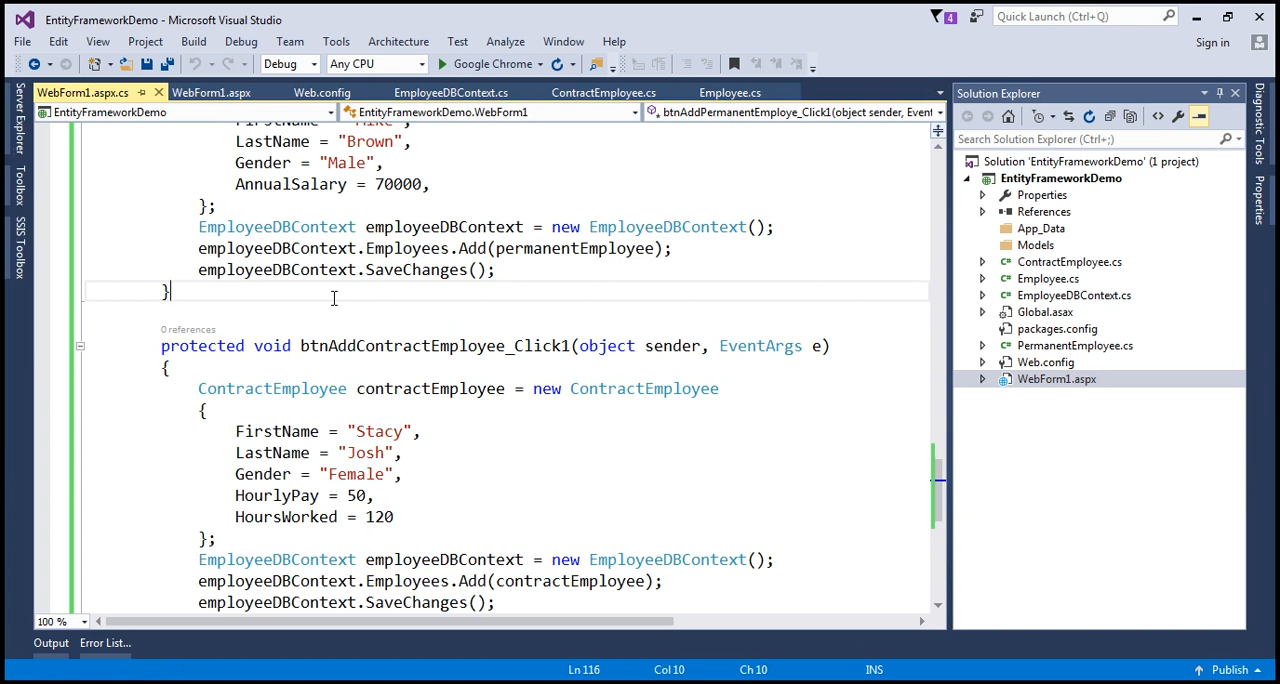 EntityFrameworkDemo - Microsoft Visual Studio
4
Quick Launch (Ctrl+Q)
File Edit View Project Build Debug Team Tools Architecture Test Analyze Window Help
Sign in
Debug Any CPU Google Chrome
WebForm1.aspx.cs WebForm1.aspx Web.config EmployeeDBContext.cs ContractEmployee.cs Employee.cs
EntityFrameworkDemo EntityFrameworkDemo.WebForm1 btnAddPermanentEmploye_Click1(object sender, Event
FirstName = "Mike",
LastName = "Brown",
Gender = "Male",
AnnualSalary = 70000,
};
EmployeeDBContext employeeDBContext = new EmployeeDBContext();
employeeDBContext.Employees.Add(permanentEmployee);
employeeDBContext.SaveChanges();
}
0 references
protected void btnAddContractEmployee_Click1(object sender, EventArgs e)
{
ContractEmployee contractEmployee = new ContractEmployee
{
FirstName = "Stacy",
LastName = "Josh",
Gender = "Female",
HourlyPay = 50,
HoursWorked = 120
};
EmployeeDBContext employeeDBContext = new EmployeeDBContext();
employeeDBContext.Employees.Add(contractEmployee);
employeeDBContext.SaveChanges();
100 %
Server Explorer
Toolbox
SSIS Toolbox
Solution Explorer
Search Solution Explorer (Ctrl+;)
Solution 'EntityFrameworkDemo' (1 project)
EntityFrameworkDemo
Properties
References
App_Data
Models
ContractEmployee.cs
Employee.cs
EmployeeDBContext.cs
Global.asax
packages.config
PermanentEmployee.cs
Web.config
WebForm1.aspx
Diagnostic Tools
Properties
Output Error List...
Ln 116 Col 10 Ch 10 INS Publish